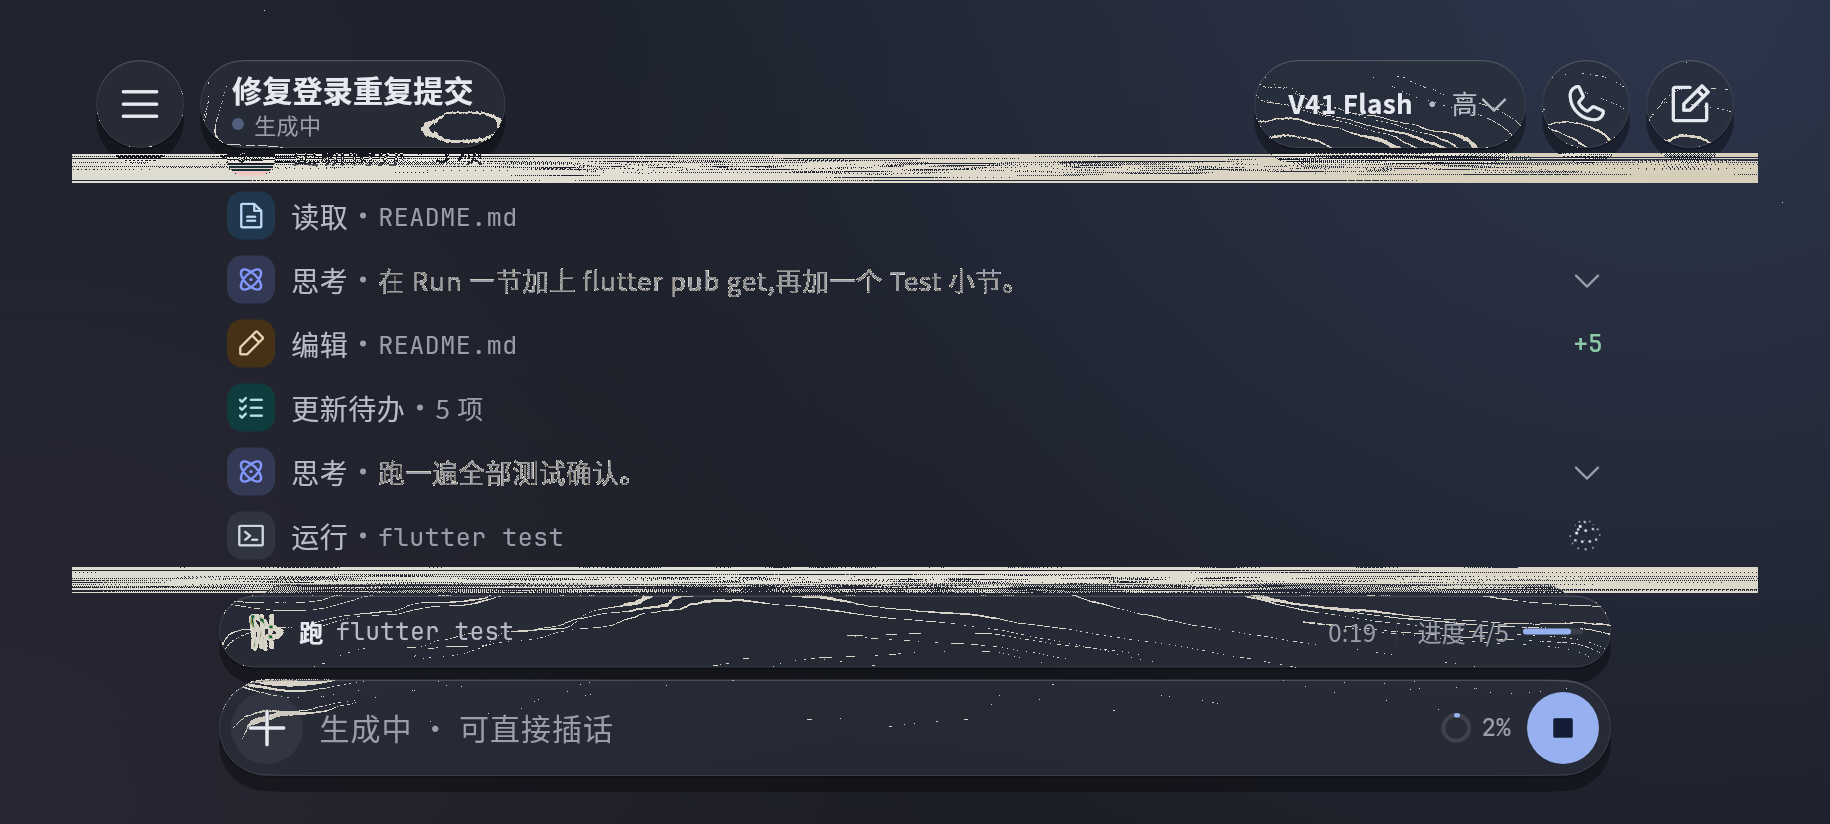 修复登录重复提交
生成中
V41 Flash · 高
读取 · README.md
思考 · 在 Run 一节加上 flutter pub get,再加一个 Test 小节。
编辑 · README.md
+5
更新待办 · 5 项
思考 · 跑一遍全部测试确认。
运行 · flutter test
跑 flutter test
0:19
进度 4/5
生成中 · 可直接插话
2%